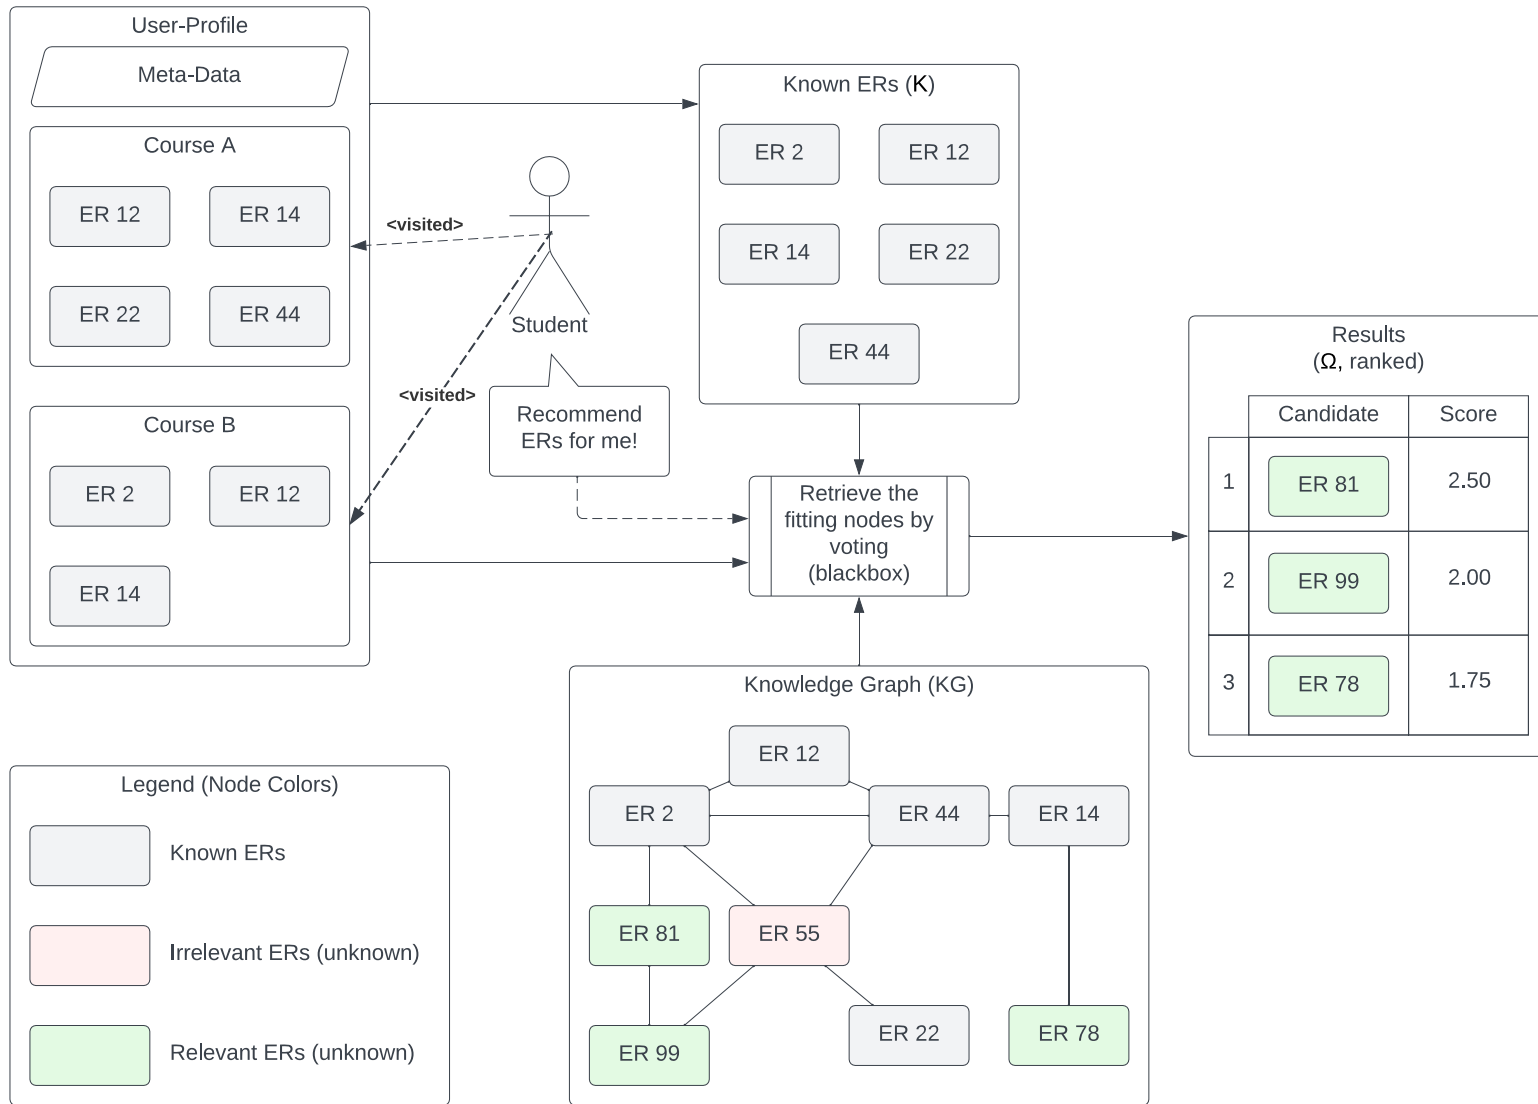 User-Profile
Meta-Data
Course A
ER 12
ER 14
ER 22
ER 44
Course B
ER 2
ER 12
ER 14
<visited>
<visited>
Student
Recommend
ERs for me!
Known ERs (K)
ER 2
ER 12
ER 14
ER 22
ER 44
Retrieve the
fitting nodes by
voting
(blackbox)
Results
(Ω, ranked)
Candidate
Score
1
ER 81
2.50
2
ER 99
2.00
3
ER 78
1.75
Knowledge Graph (KG)
ER 12
ER 2
ER 44
ER 14
ER 81
ER 55
ER 99
ER 22
ER 78
Legend (Node Colors)
Known ERs
Irrelevant ERs (unknown)
Relevant ERs (unknown)